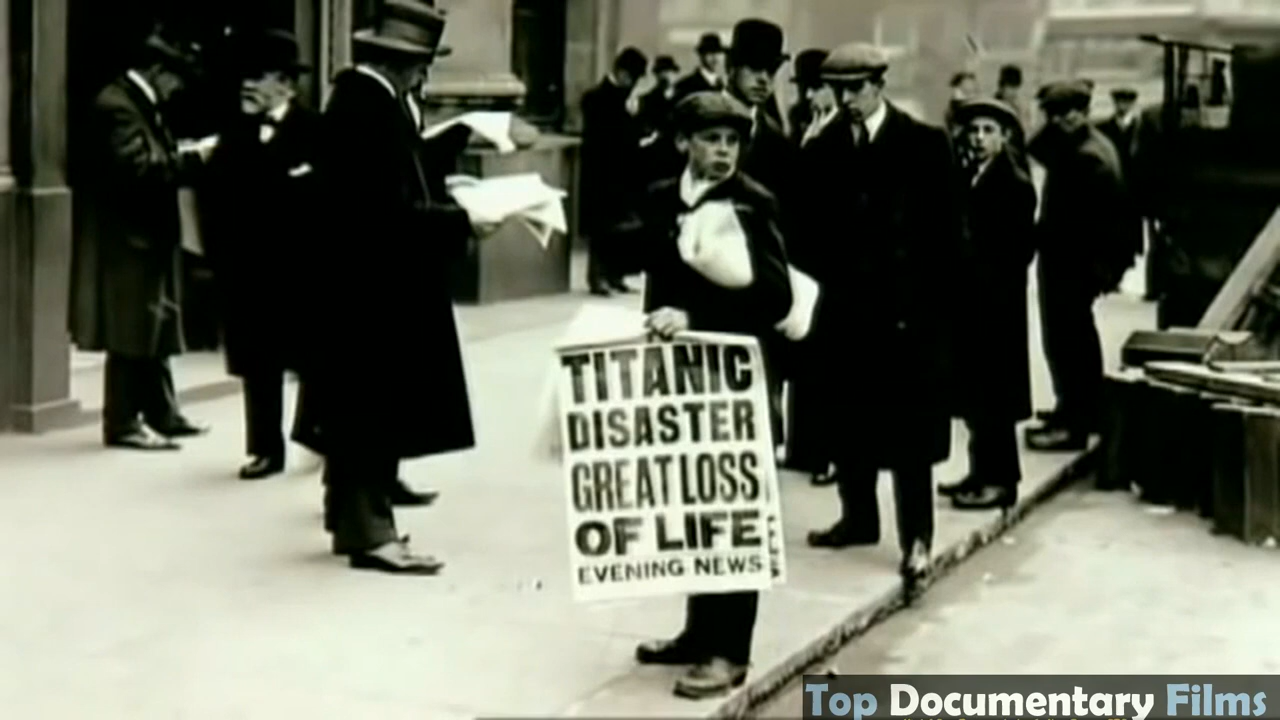 TITANIC
DISASTER
GREAT LOSS
OF LIFE
EVENING NEWS
Top Documentary Films